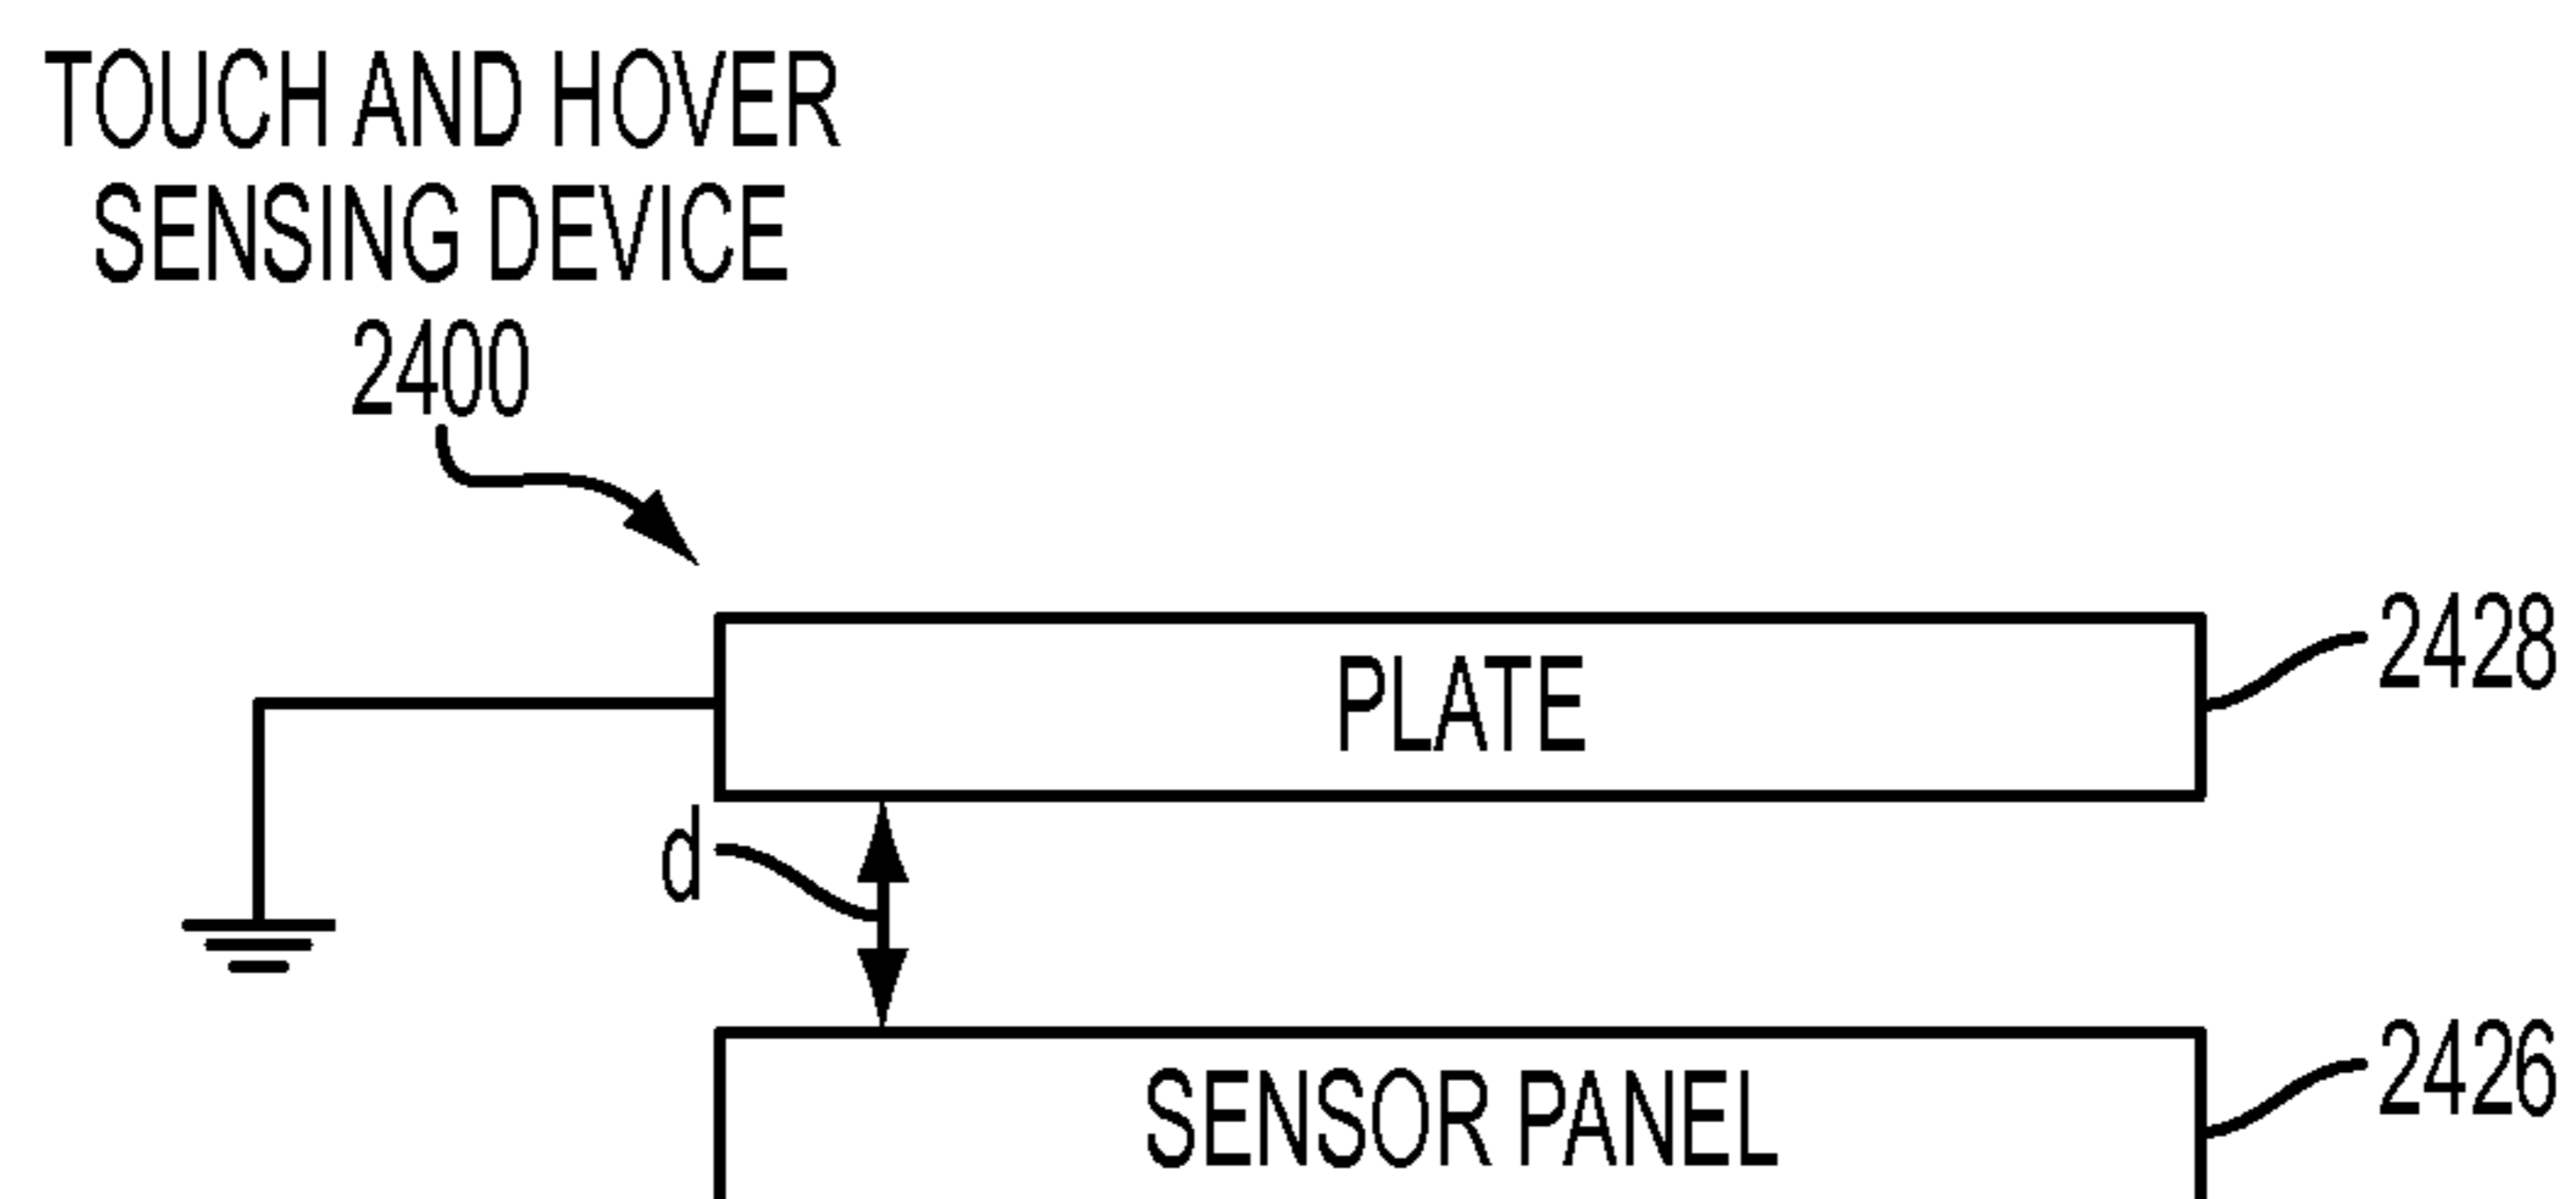 TOUCH AND HOVER
SENSING DEVICE
2400
PLATE
2428
d
SENSOR PANEL
2426